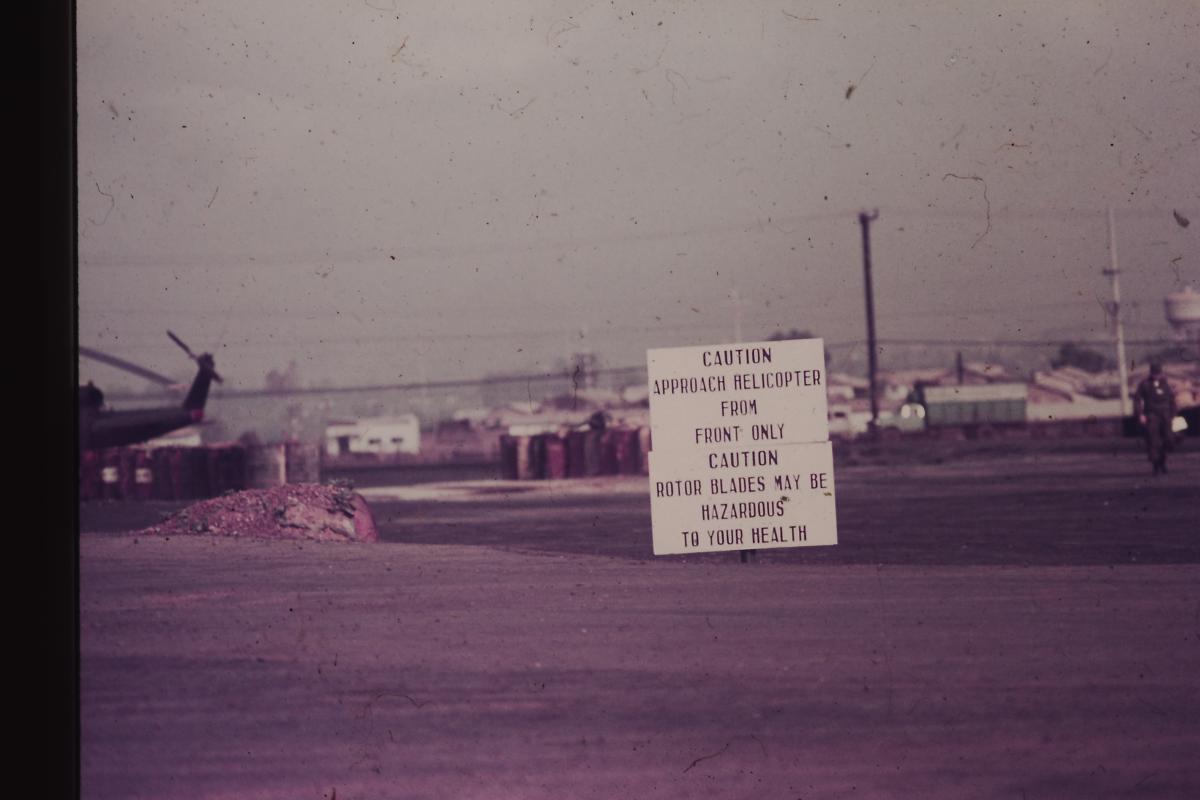 CAUTION
APPROACH HELICOPTER
FROM
FRONT ONLY
CAUTION
ROTOR BLADES MAY BE
HAZARDOUS
TO YOUR HEALTH